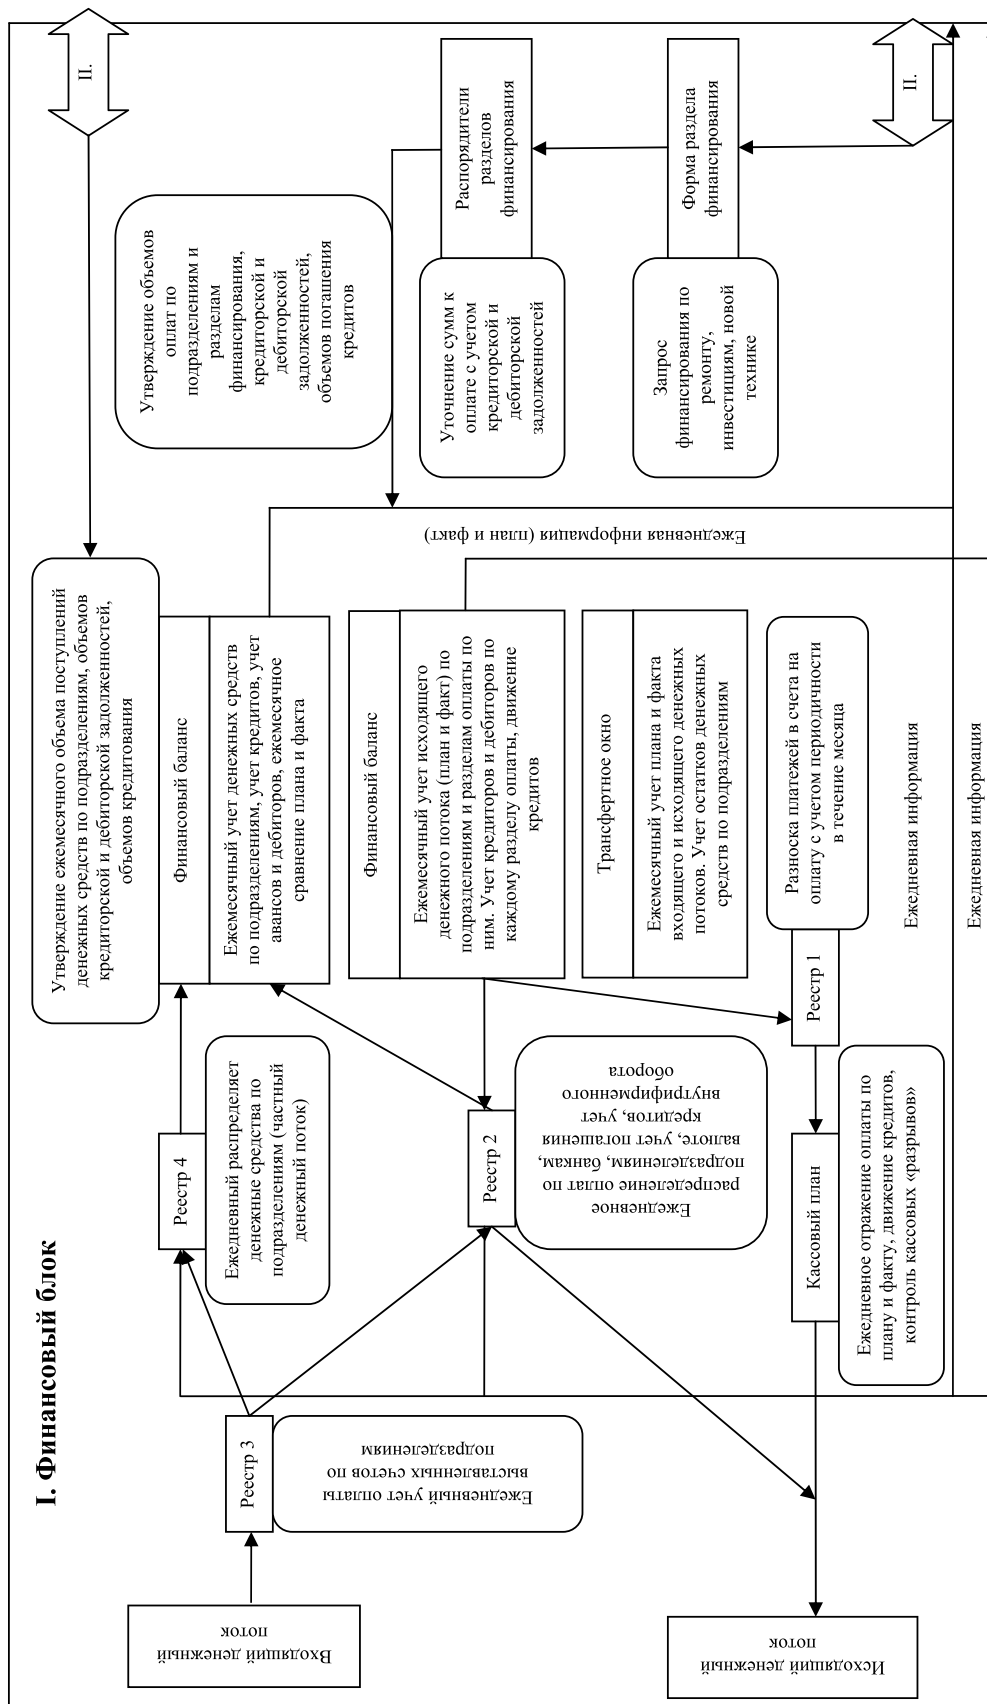 I. Финансовый блок
Входящий денежный
поток
Реестр 3
Ежедневный учет оплаты
выставленных счетов по
подразделениям
Исходящий денежный
поток
Реестр 4
Ежедневный распределяет
денежные средства по
подразделениям (частный
денежный поток)
Реестр 2
Ежедневное
распределение оплат по
подразделениям, банкам,
валюте, учет погашения
кредитов, учет
внутрифирменного
оборота
Кассовый план
Ежедневное отражение оплаты по
плану и факту, движение кредитов,
контроль кассовых «разрывов»
Реестр 1
Разноска платежей в счета на
оплату с учетом периодичности
в течение месяца
Утверждение ежемесячного объема поступлений
денежных средств по подразделениям, объемов
кредиторской и дебиторской задолженностей,
объемов кредитования
Финансовый баланс
Ежемесячный учет денежных средств
по подразделениям, учет кредитов, учет
авансов и дебиторов, ежемесячное
сравнение плана и факта
Финансовый баланс
Ежемесячный учет исходящего
денежного потока (план и факт) по
подразделениям и разделам оплаты по
ним. Учет кредиторов и дебиторов по
каждому разделу оплаты, движение
кредитов
Трансфертное окно
Ежемесячный учет плана и факта
входящего и исходящего денежных
потоков. Учет остатков денежных
средств по подразделениям
Ежедневная информация
Ежедневная информация
Ежедневная информация (план и факт)
Утверждение объемов
оплат по
подразделениям и
разделам
финансирования,
кредиторской и
дебиторской
задолженностей,
объемов погашения
кредитов
Уточнение сумм к
оплате с учетом
кредиторской и
дебиторской
задолженностей
Распорядители
разделов
финансирования
Запрос
финансирования по
ремонту,
инвестициям, новой
технике
Форма раздела
финансирования
II.
II.